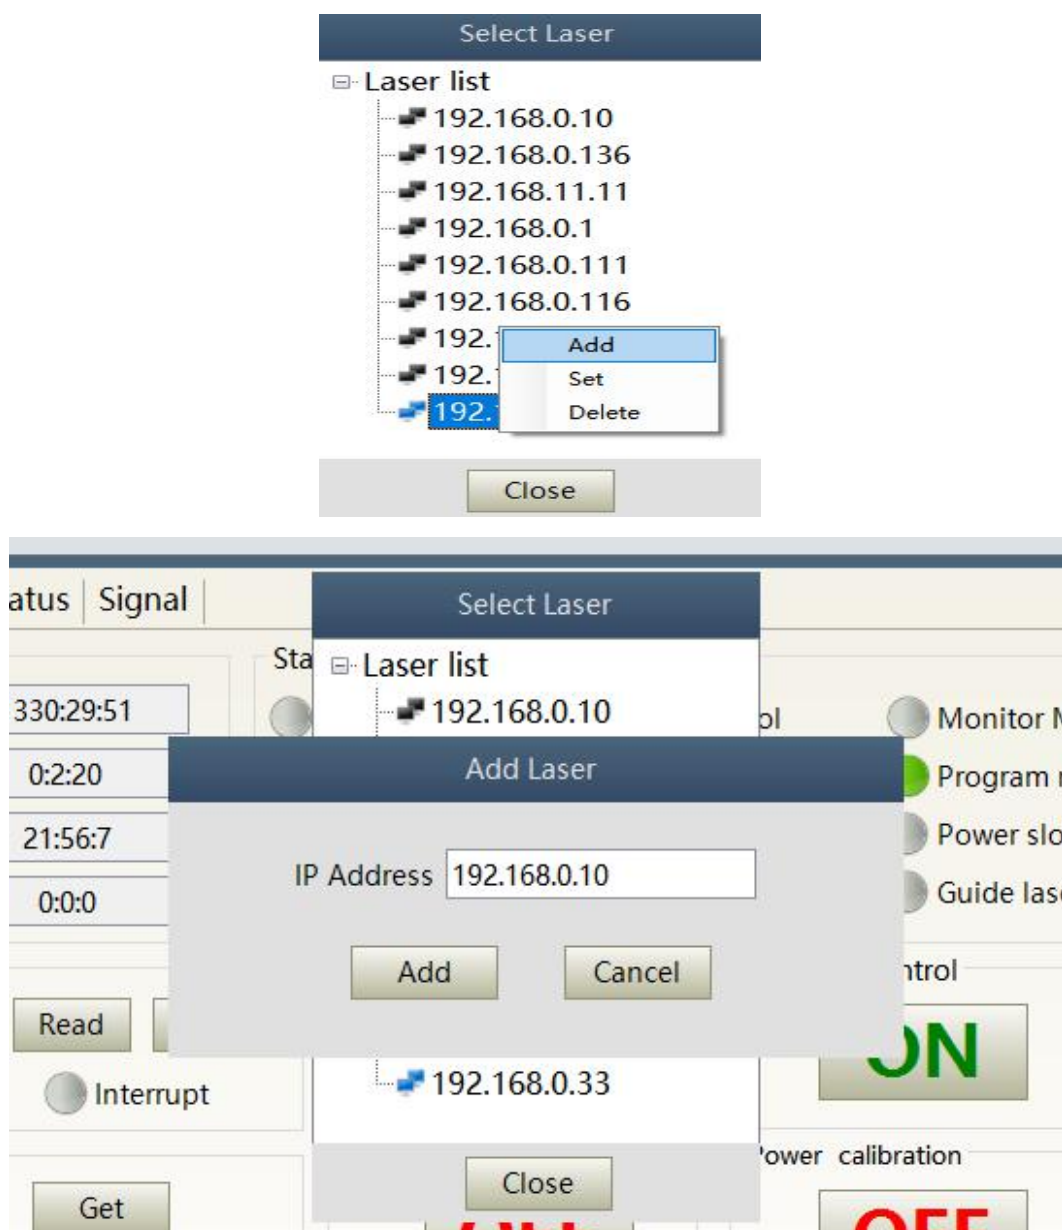 Select Laser
Laser list
192.168.0.10
192.168.0.136
192.168.11.11
192.168.0.1
192.168.0.111
192.168.0.116
192.
Add
192.
Set
192.
Delete
Close
atus Signal
Select Laser
Sta
Laser list
330:29:51
192.168.0.10
ol
Monitor M
0:2:20
Add Laser
Program
21:56:7
Power slo
IP Address 192.168.0.10
0:0:0
Guide las
Add Cancel
ntrol
Read
ON
192.168.0.33
Interrupt
Power calibration
Close
Get
OFF